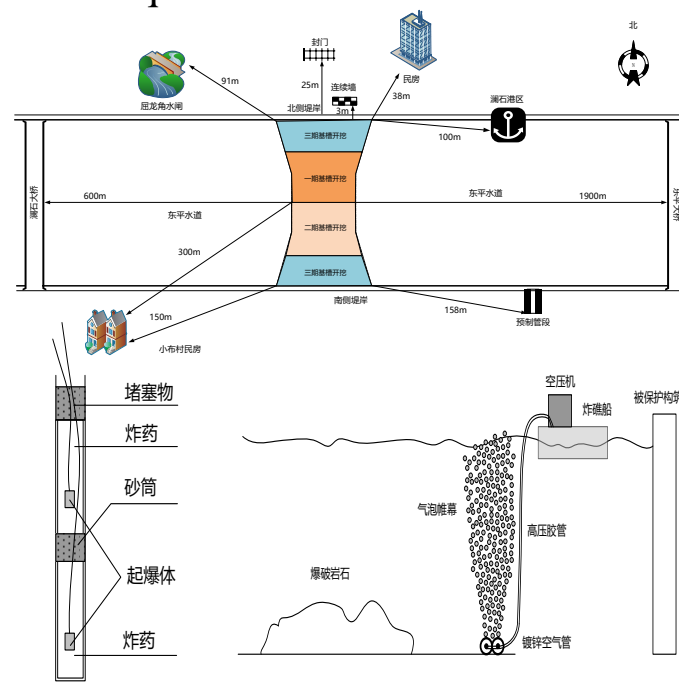 北
封门
25m
连续墙
3m
北侧堤岸
91m
屈龙角水闸
民房
38m
澜石港区
100m
三期基槽开挖
一期基槽开挖
二期基槽开挖
三期基槽开挖
澜石大桥
600m
东平水道
东平水道
1900m
东平大桥
300m
150m
小布村民房
南侧堤岸
158m
预制管段
堵塞物
炸药
砂筒
起爆体
炸药
空压机
炸礁船
被保护构筑
气泡帷幕
高压胶管
爆破岩石
镀锌空气管